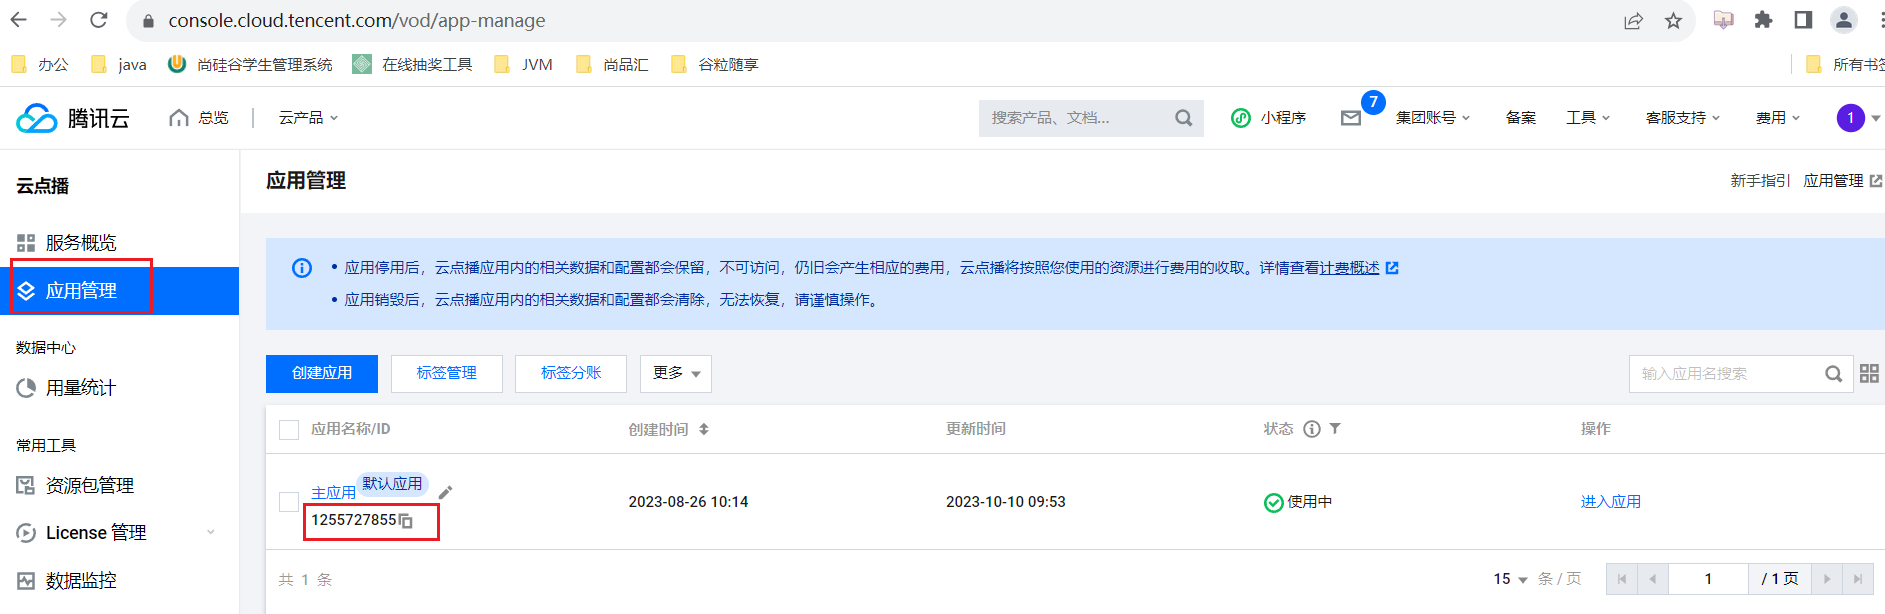 console.cloud.tencent.com/vod/app-manage
办公 java 尚硅谷学生管理系统 在线抽奖工具 JVM 尚品汇 谷粒随享 所有书签
腾讯云 总览 云产品 搜索产品、文档... 小程序 7 集团账号 备案 工具 客服支持 费用 1
云点播
应用管理
新手指引 应用管理
服务概览
应用管理
数据中心
用量统计
常用工具
资源包管理
License 管理
数据监控
• 应用停用后，云点播应用内的相关数据和配置都会保留，不可访问，仍旧会产生相应的费用，云点播将按照您使用的资源进行费用的收取。详情查看计费概述
• 应用销毁后，云点播应用内的相关数据和配置都会清除，无法恢复，请谨慎操作。
创建应用 标签管理 标签分账 更多 输入应用名搜索
应用名称/ID 创建时间 更新时间 状态 操作
主应用 默认应用
1255727855 2023-08-26 10:14 2023-10-10 09:53 使用中 进入应用
共 1 条 15 条 / 页 1 / 1 页